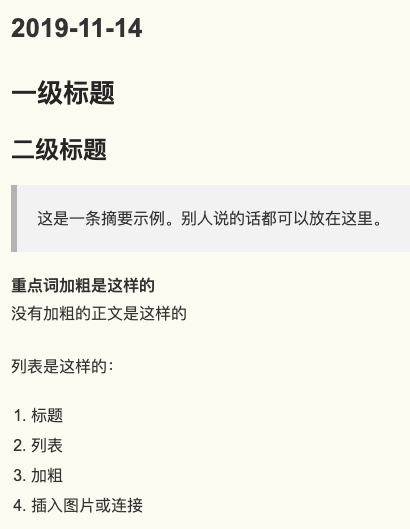 2019-11-14
一级标题
二级标题
这是一条摘要示例。别人说的话都可以放在这里。
重点词加粗是这样的
没有加粗的正文是这样的
列表是这样的：
1. 标题
2. 列表
3. 加粗
4. 插入图片或连接